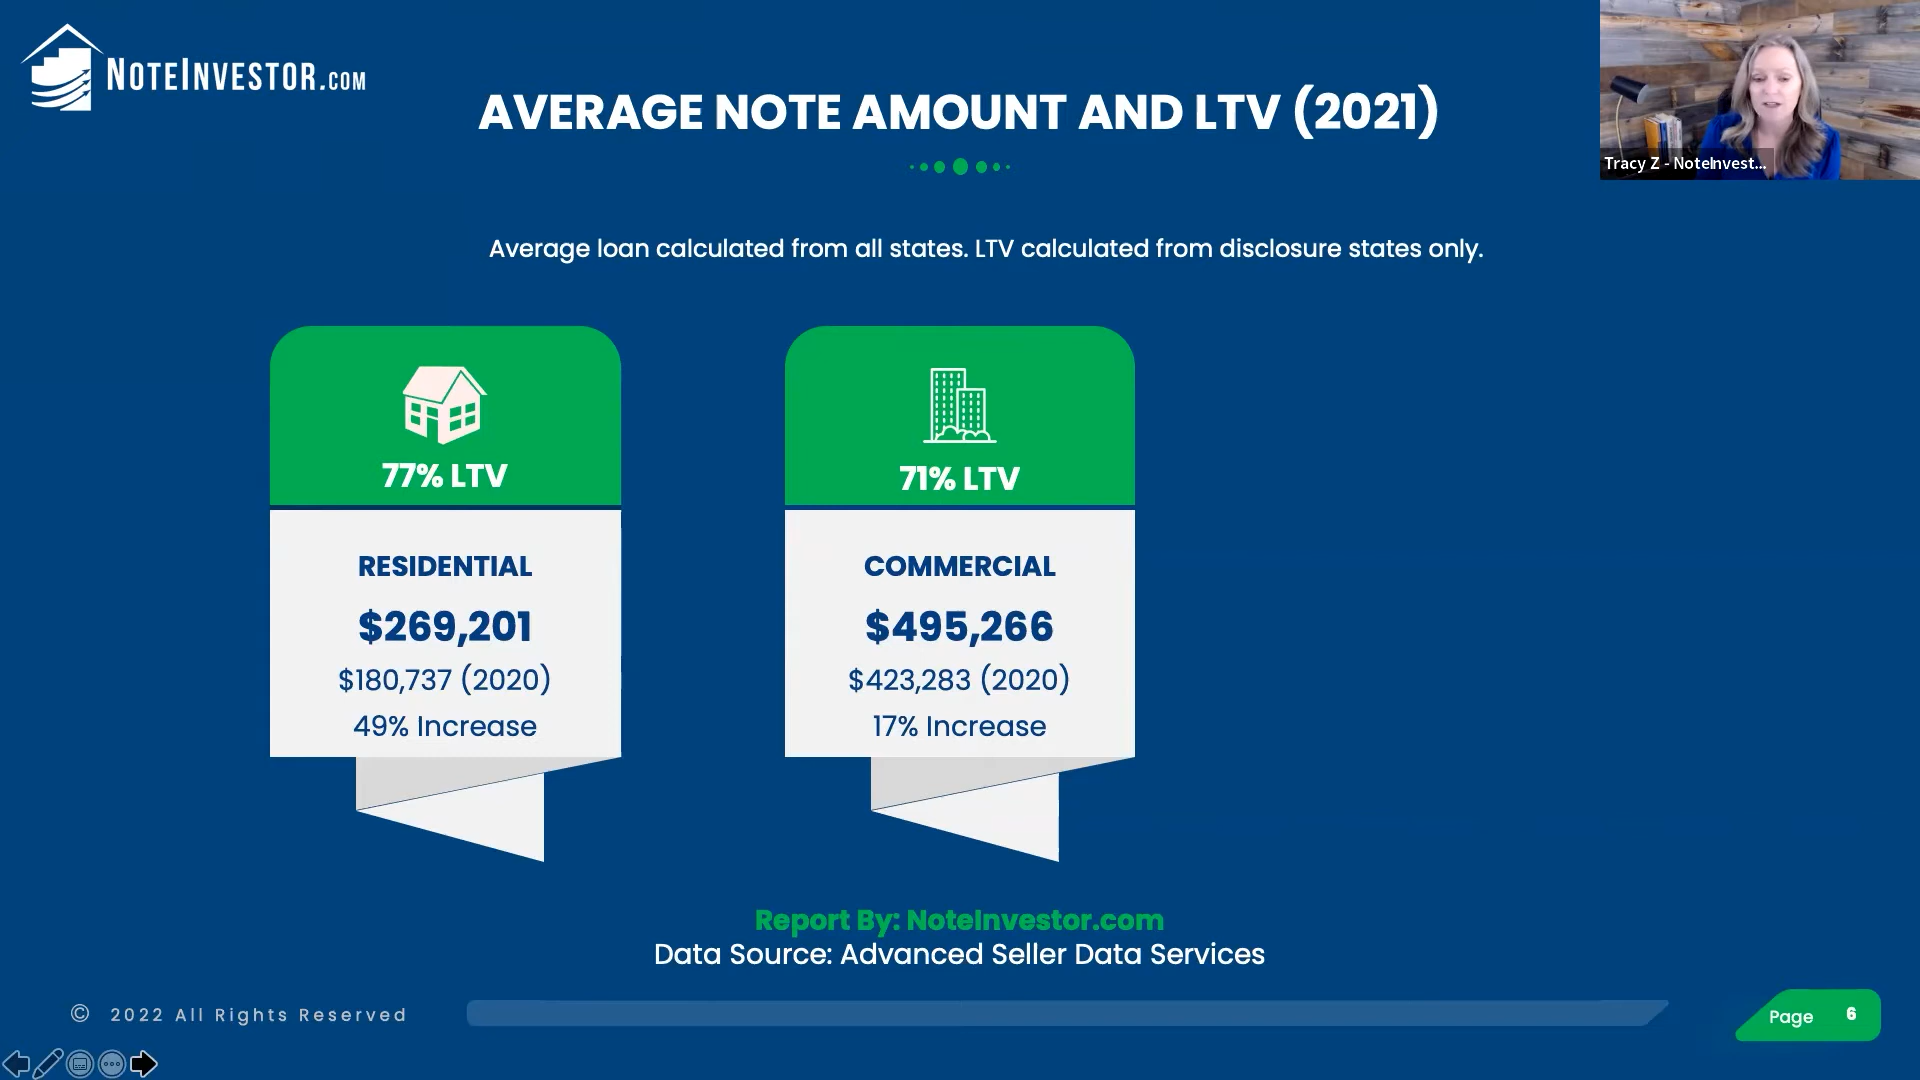 NOTEINVESTOR.COM
AVERAGE NOTE AMOUNT AND LTV (2021)
Tracy Z - NoteInvest...
Average loan calculated from all states. LTV calculated from disclosure states only.
77% LTV
RESIDENTIAL
$269,201
$180,737 (2020)
49% Increase
71% LTV
COMMERCIAL
$495,266
$423,283 (2020)
17% Increase
Report By: NoteInvestor.com
Data Source: Advanced Seller Data Services
© 2022 All Rights Reserved
Page 6